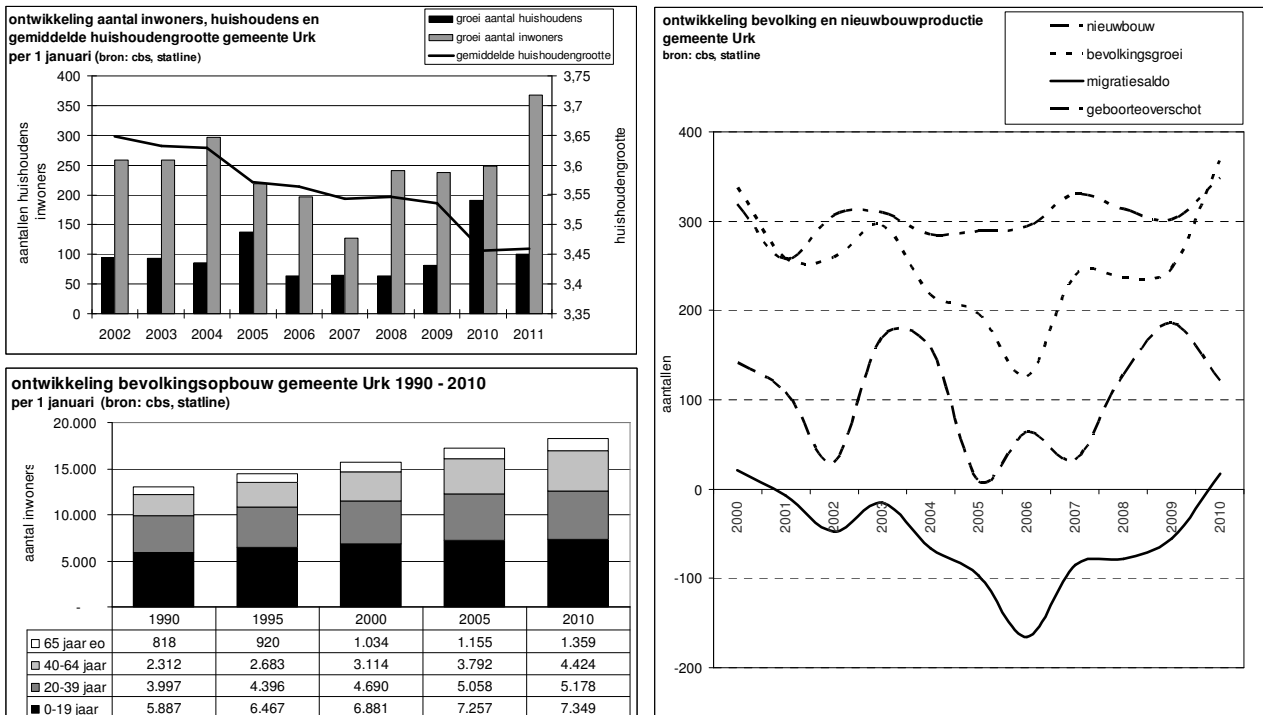 ontwikkeling aantal inwoners, huishoudens en
gemiddelde huishoudengrootte gemeente Urk
per 1 januari (bron: cbs, statline)
groei aantal huishoudens
groei aantal inwoners
gemiddelde huishoudengrootte
aantallen huishoudens
inwoners
400
350
300
250
200
150
100
50
0
3,75
3,7
3,65
3,6
3,55
3,5
3,45
3,4
3,35
huishoudengrootte
2002 2003 2004 2005 2006 2007 2008 2009 2010 2011
ontwikkeling bevolkingsopbouw gemeente Urk 1990 - 2010
per 1 januari (bron: cbs, statline)
aantal inwoners
20.000
15.000
10.000
5.000
-
1990 1995 2000 2005 2010
65 jaar eo 818 920 1.034 1.155 1.359
40-64 jaar 2.312 2.683 3.114 3.792 4.424
20-39 jaar 3.997 4.396 4.690 5.058 5.178
0-19 jaar 5.887 6.467 6.881 7.257 7.349
ontwikkeling bevolking en nieuwbouwproductie
gemeente Urk
bron: cbs, statline
nieuwbouw
bevolkingsgroei
migratiesaldo
geboorteoverschot
aantallen
400
300
200
100
0
-100
-200
2000 2001 2002 2003 2004 2005 2006 2007 2008 2009 2010